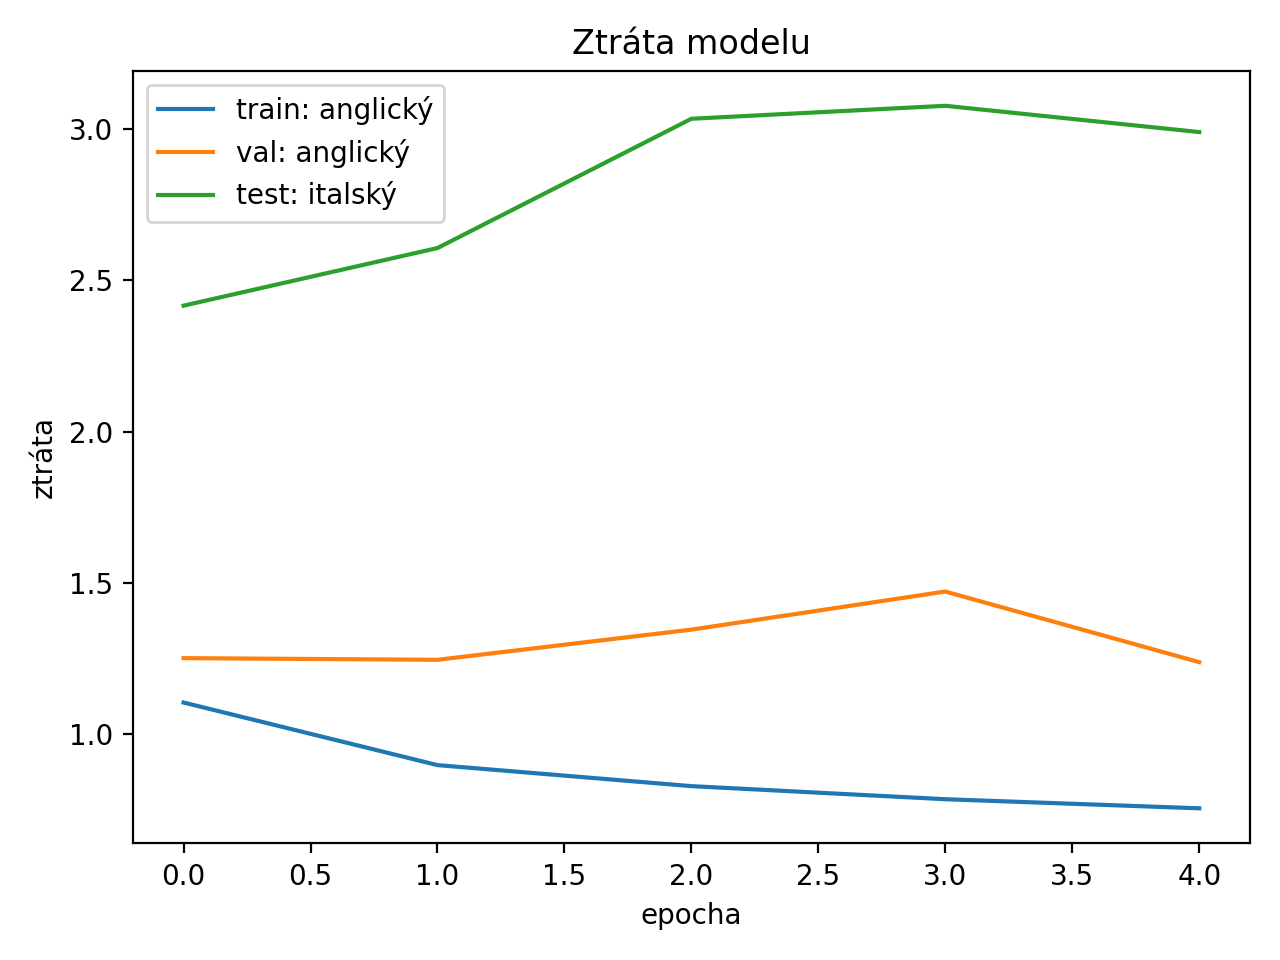 Ztráta modelu
train: anglický
val: anglický
test: italský
3.0
2.5
2.0
1.5
1.0
ztráta
0.0 0.5 1.0 1.5 2.0 2.5 3.0 3.5 4.0
epocha